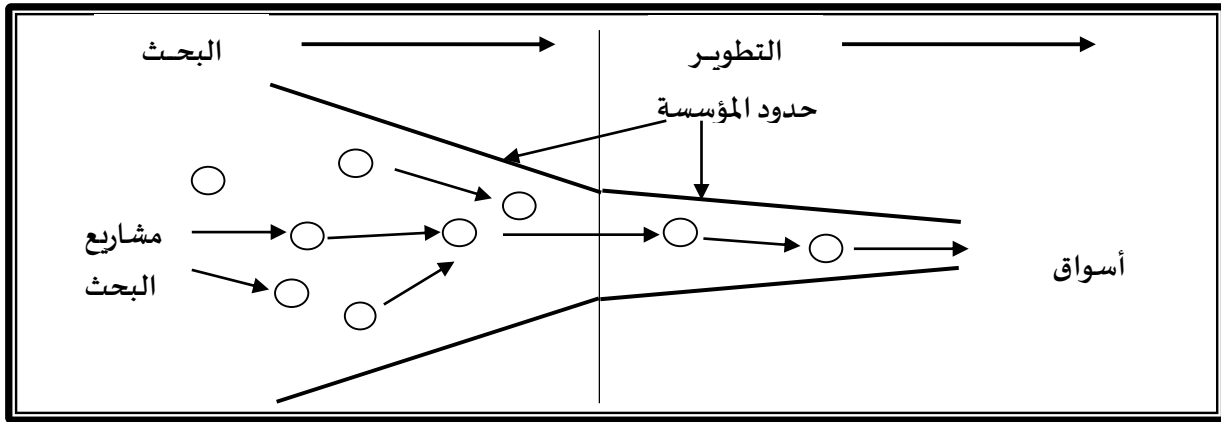 البحث
التطوير
حدود المؤسسة
مشاريع
البحث
أسواق